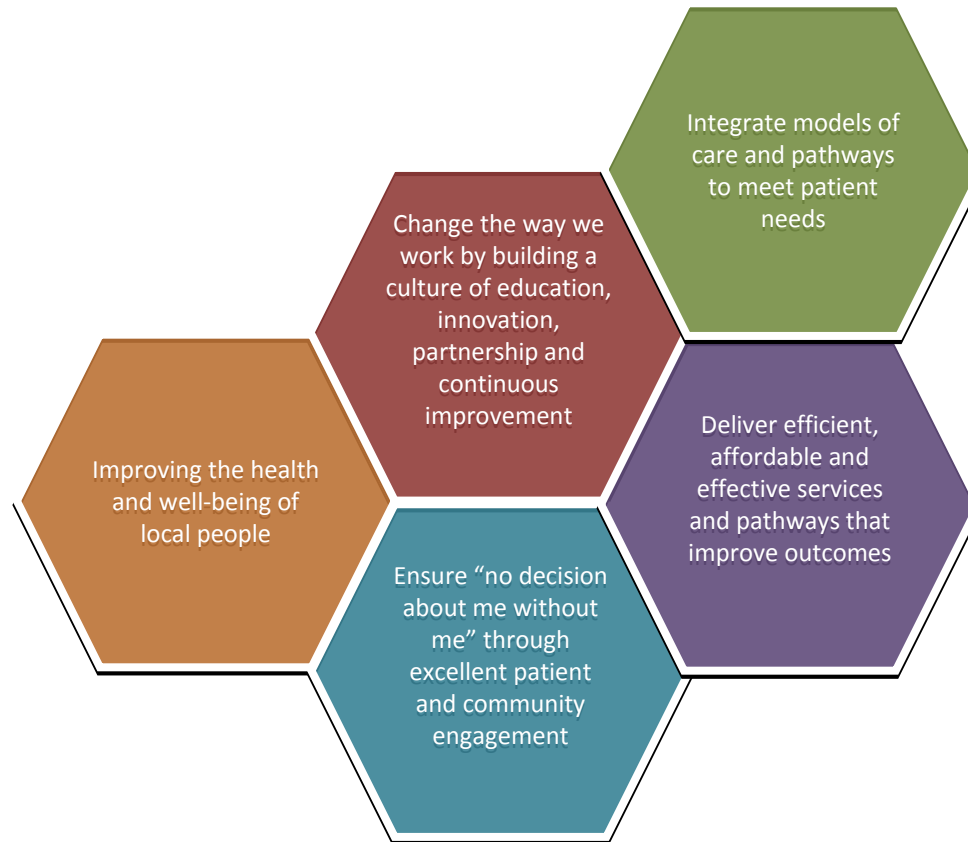 Integrate models of
care and pathways
to meet patient
needs
Change the way we
work by building a
culture of education,
innovation,
partnership and
continuous
improvement
Deliver efficient,
affordable and
effective services
and pathways that
improve outcomes
Improving the health
and well-being of
local people
Ensure “no decision
about me without
me” through
excellent patient
and community
engagement